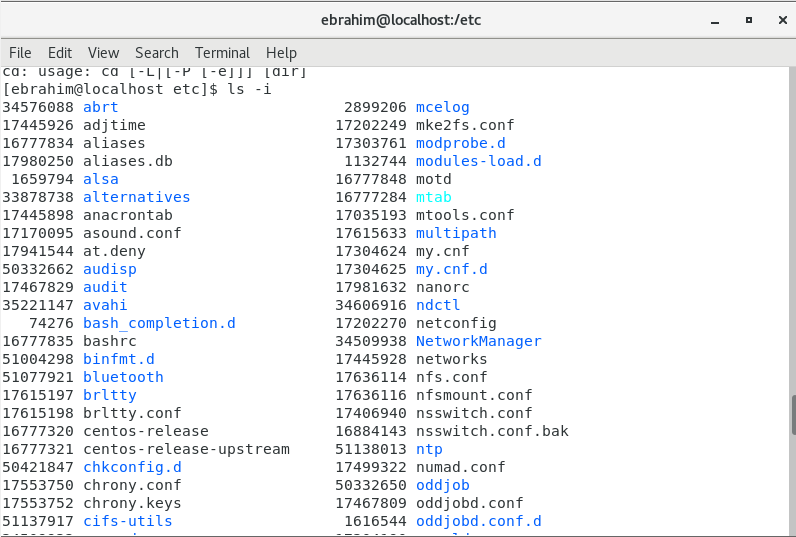 ebrahim@localhost:/etc
File Edit View Search Terminal Help
cd: usage: cd [-L|[-P [-e]]] [dir]
[ebrahim@localhost etc]$ ls -i
34576088 abrt 2899206 mcelog
17445926 adjtime 17202249 mke2fs.conf
16777834 aliases 17303761 modprobe.d
17980250 aliases.db 1132744 modules-load.d
1659794 alsa 16777848 motd
33878738 alternatives 16777284 mtab
17445898 anacrontab 17035193 mtools.conf
17170095 asound.conf 17615633 multipath
17941544 at.deny 17304624 my.cnf
50332662 audisp 17304625 my.cnf.d
17467829 audit 17981632 nanorc
35221147 avahi 34606916 ndctl
74276 bash_completion.d 17202270 netconfig
16777835 bashrc 34509938 NetworkManager
51004298 binfmt.d 17445928 networks
51077921 bluetooth 17636114 nfs.conf
17615197 brltty 17636116 nfsmount.conf
17615198 brltty.conf 17406940 nsswitch.conf
16777320 centos-release 16884143 nsswitch.conf.bak
16777321 centos-release-upstream 51138013 ntp
50421847 chkconfig.d 17499322 numad.conf
17553750 chrony.conf 50332650 oddjob
17553752 chrony.keys 17467809 oddjobd.conf
51137917 cifs-utils 1616544 oddjobd.conf.d